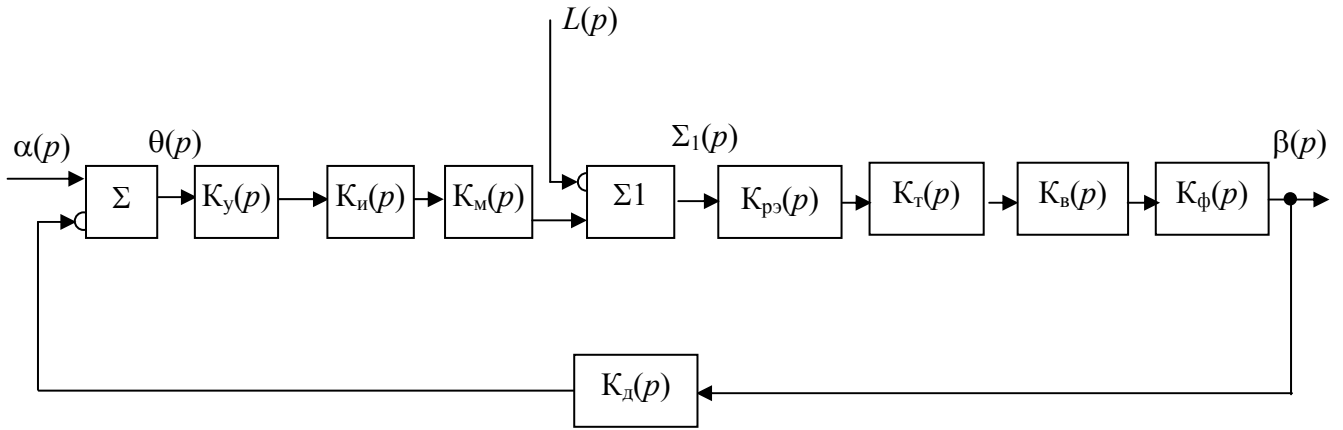 L(p)
α(p)
θ(p)
Σ₁(p)
β(p)
Σ
Kу(p)
Kи(p)
Kм(p)
Σ1
Kрэ(p)
Kт(p)
Kв(p)
Kф(p)
Kд(p)